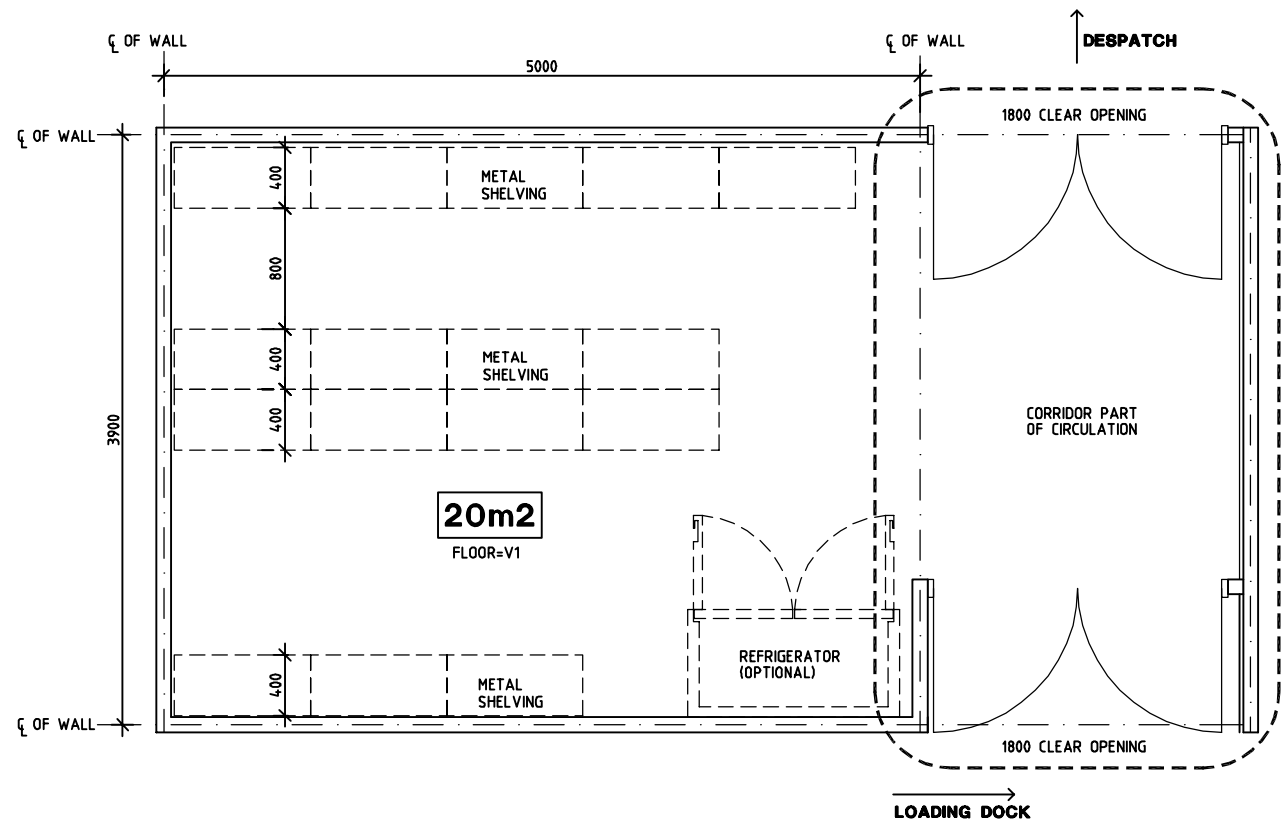 ℄ OF WALL
℄ OF WALL
DESPATCH
5000
1800 CLEAR OPENING
℄ OF WALL
400
METAL
SHELVING
800
400
METAL
SHELVING
400
3900
CORRIDOR PART
OF CIRCULATION
20m2
FLOOR=V1
REFRIGERATOR
(OPTIONAL)
400
METAL
SHELVING
℄ OF WALL
1800 CLEAR OPENING
LOADING DOCK